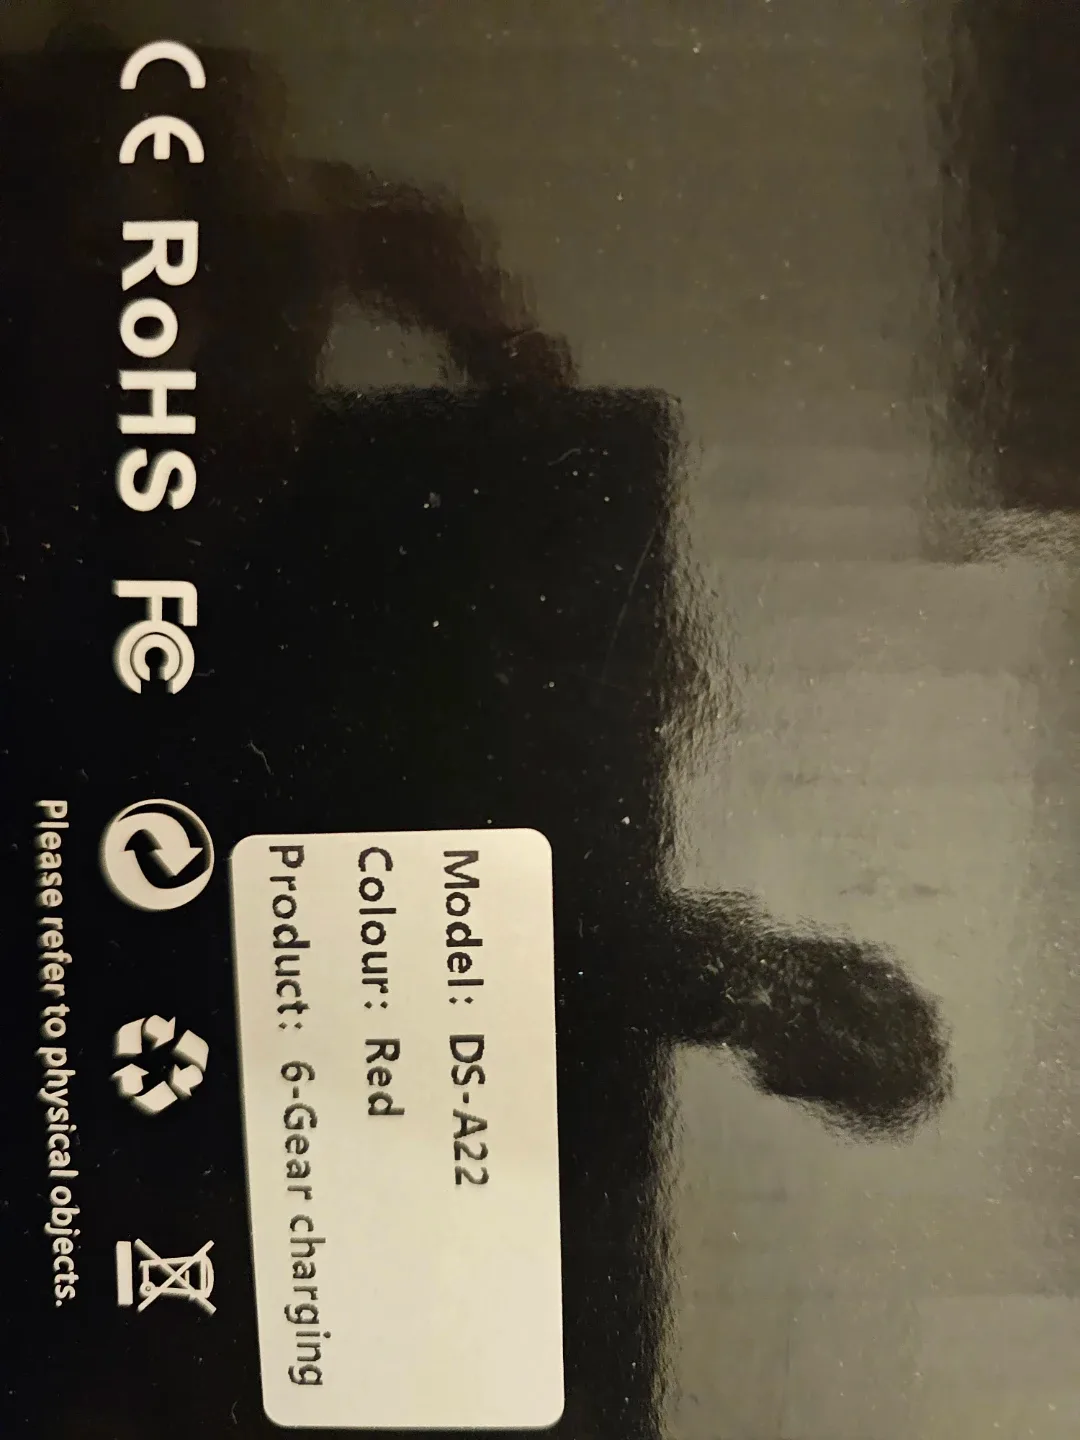 Model: DS-A22
Colour: Red
Product: 6-Gear charging
CE RoHS FC
Please refer to physical objects.